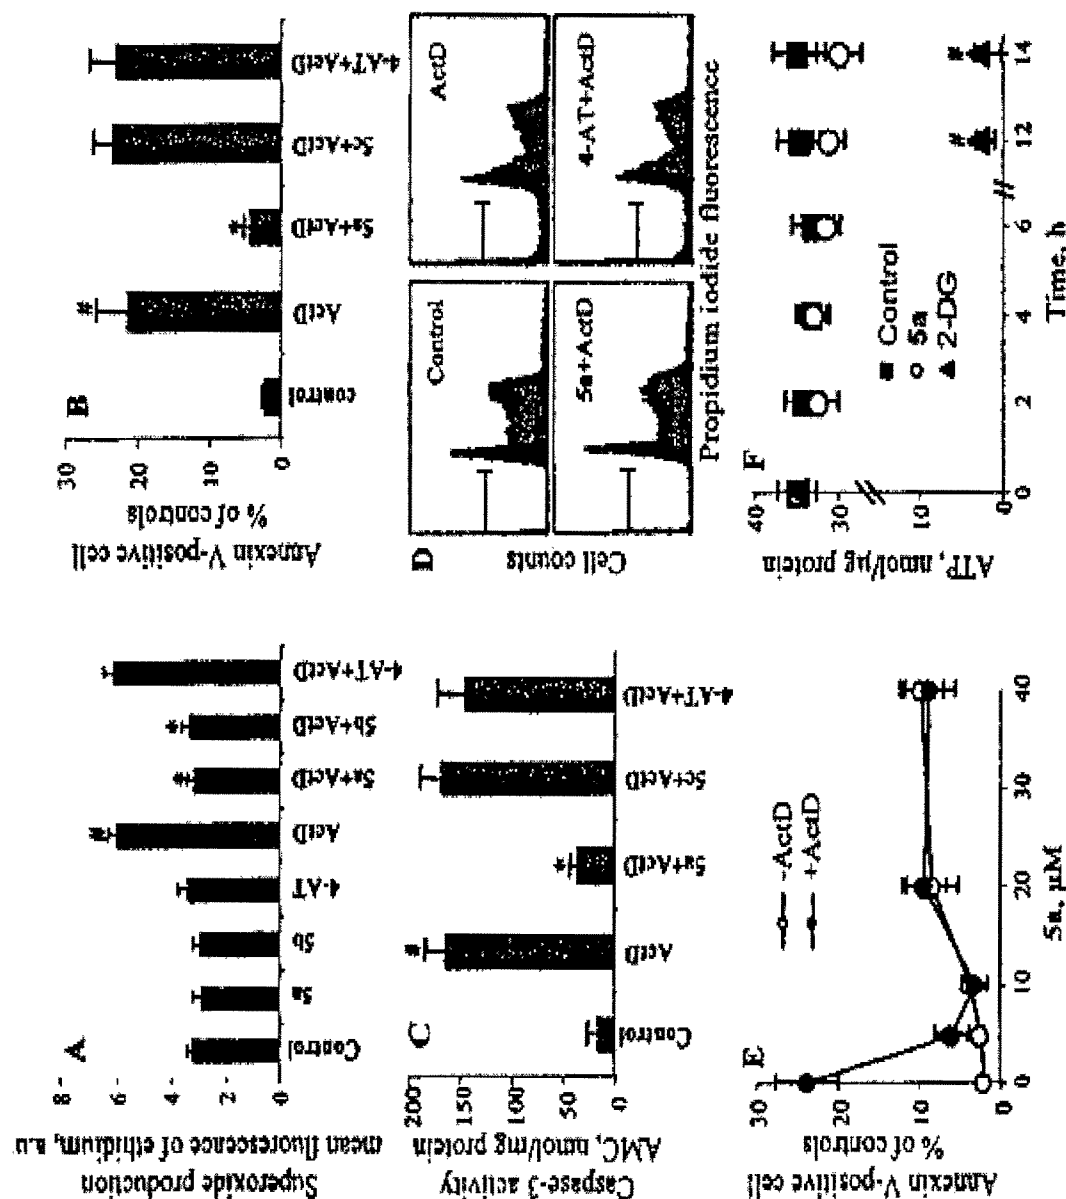 A
Superoxide production
mean fluorescence of ethidium, a.u
8
6
4
2
0
Control
5a
5b
4-AT
ActD
5a+ActD
5b+ActD
4-AT+ActD
#
*
*
B
Annexin V-positive cell
% of controls
30
20
10
0
control
ActD
5a+ActD
5c+ActD
4-AT+ActD
#
*
C
Caspase-3 activity
AMC, nmol/mg protein
200
150
100
50
0
Control
ActD
5a+ActD
5c+ActD
4-AT+ActD
#
*
D
Cell counts
Control
ActD
5a+ActD
4-AT+ActD
Propidium iodide fluorescence
E
Annexin V-positive cell
% of controls
30
20
10
0
-ActD
+ActD
0
10
20
30
40
5a, µM
F
ATP, nmol/µg protein
40
30
10
0
Control
5a
2-DG
#
#
0
2
4
6
12
14
Time, h